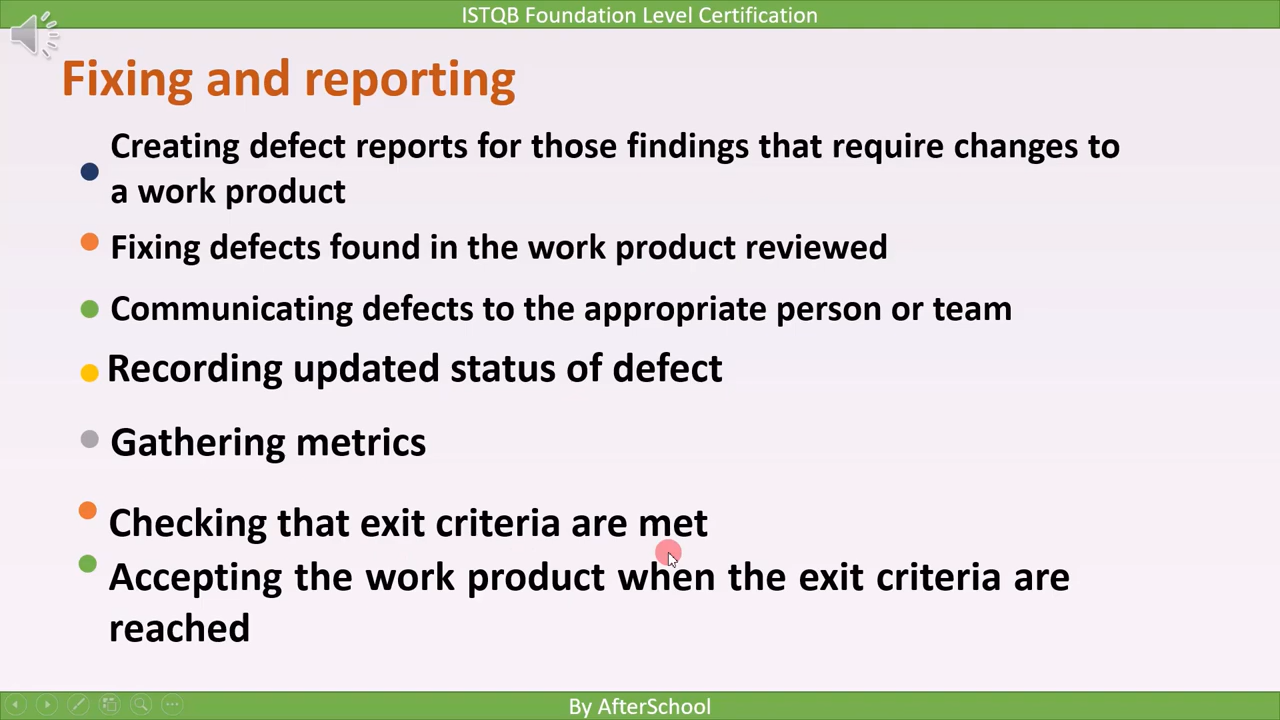 ISTQB Foundation Level Certification
Fixing and reporting
Creating defect reports for those findings that require changes to
a work product
Fixing defects found in the work product reviewed
Communicating defects to the appropriate person or team
Recording updated status of defect
Gathering metrics
Checking that exit criteria are met
Accepting the work product when the exit criteria are
reached
By AfterSchool